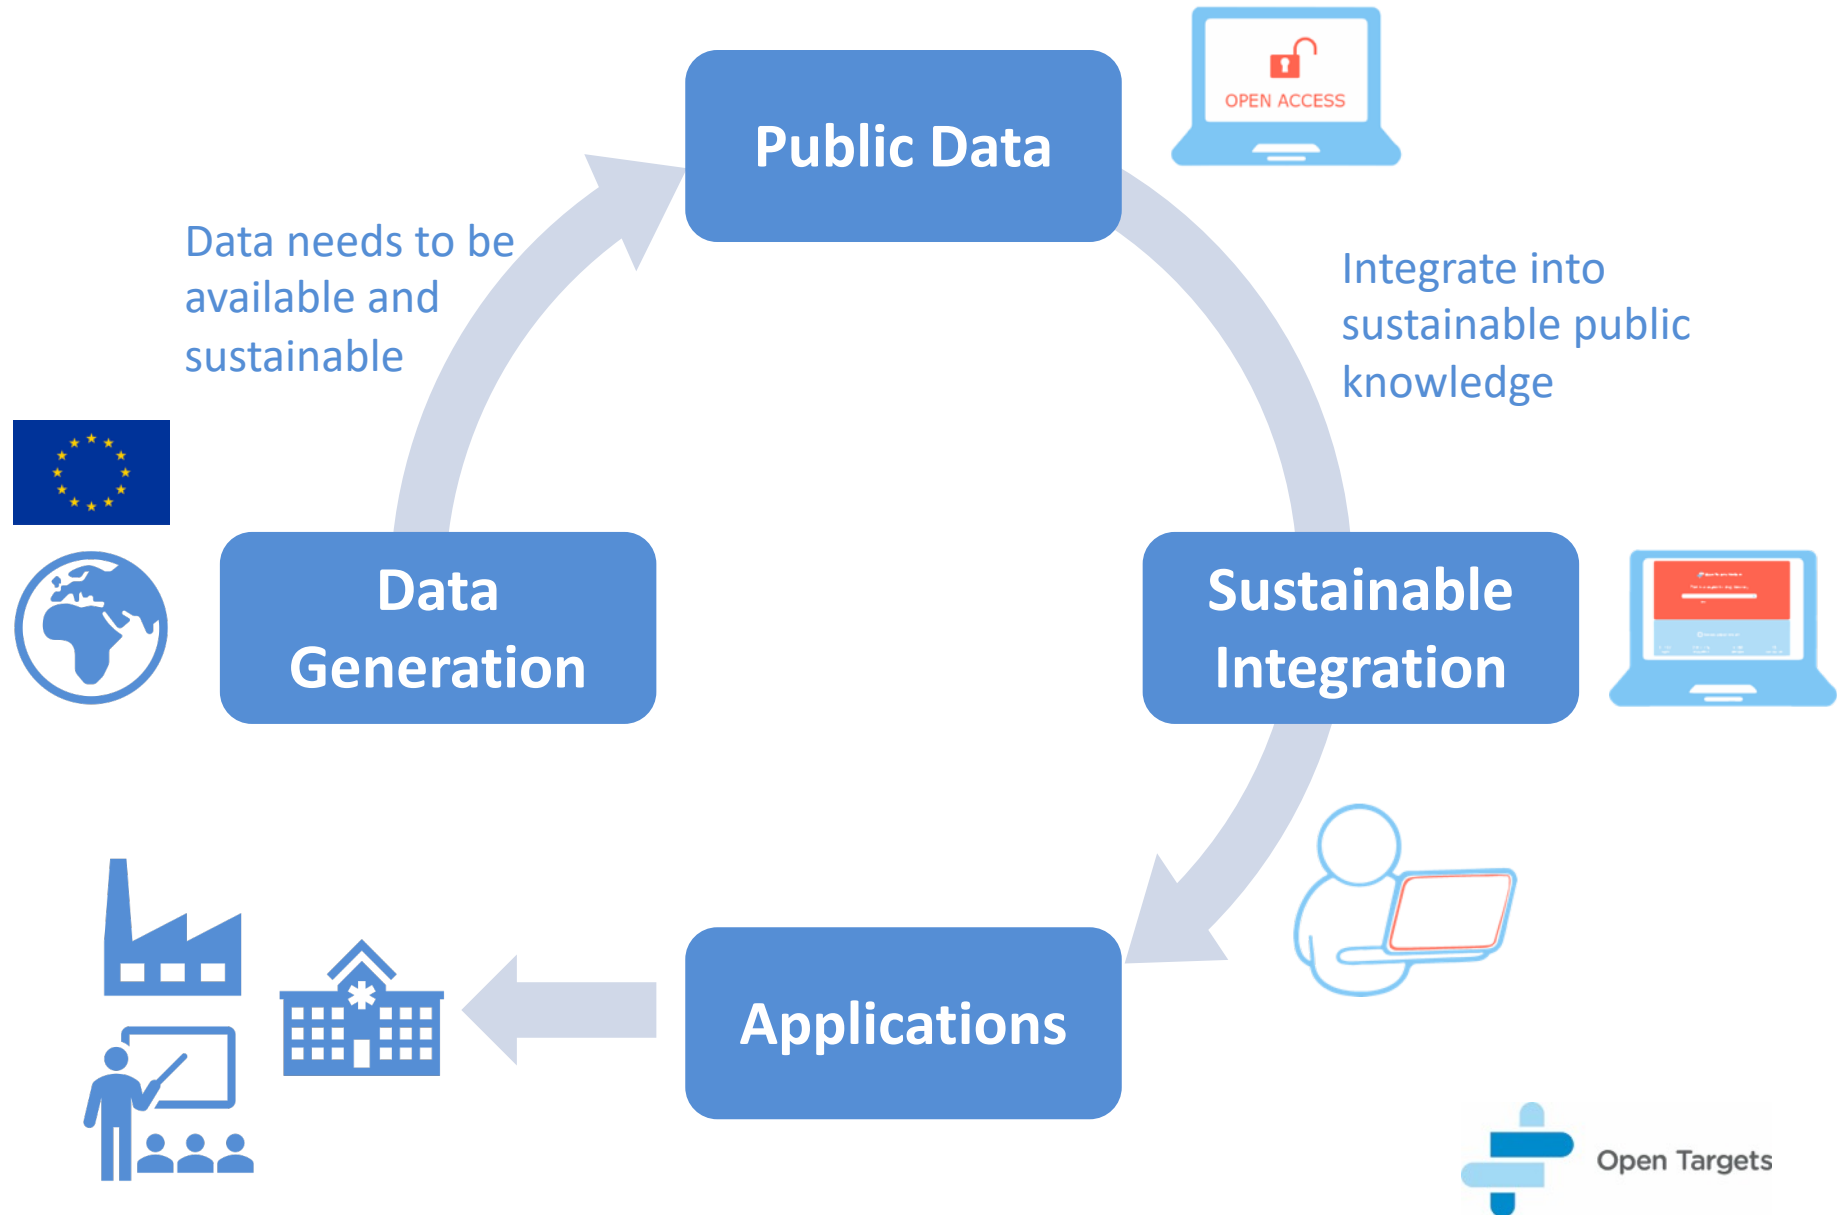 OPEN ACCESS
Public Data
Data needs to be
available and
sustainable
Integrate into
sustainable public
knowledge
Data
Generation
Sustainable
Integration
Applications
Open Targets